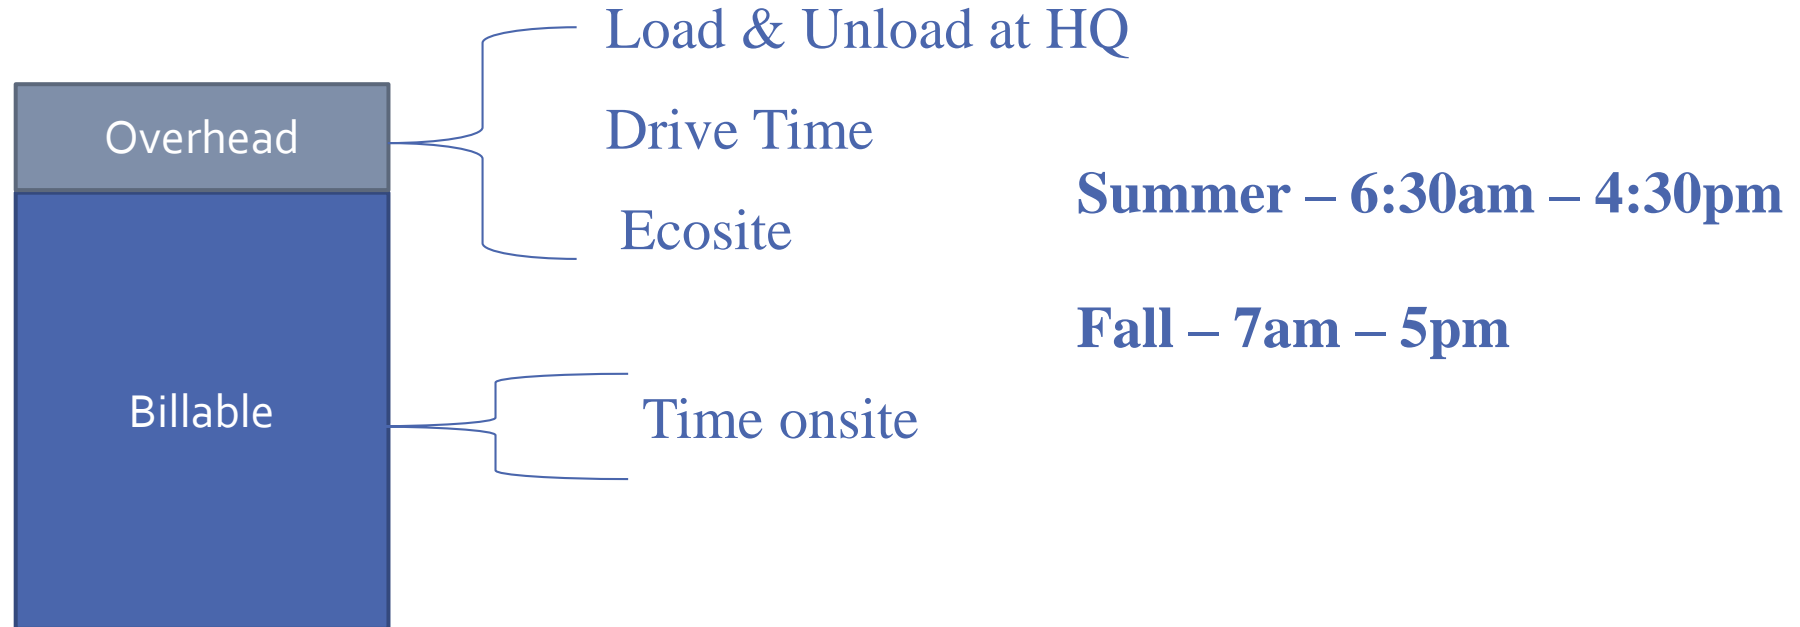 Load & Unload at HQ
Overhead
Drive Time
Summer – 6:30am – 4:30pm
Ecosite
Fall – 7am – 5pm
Billable
Time onsite